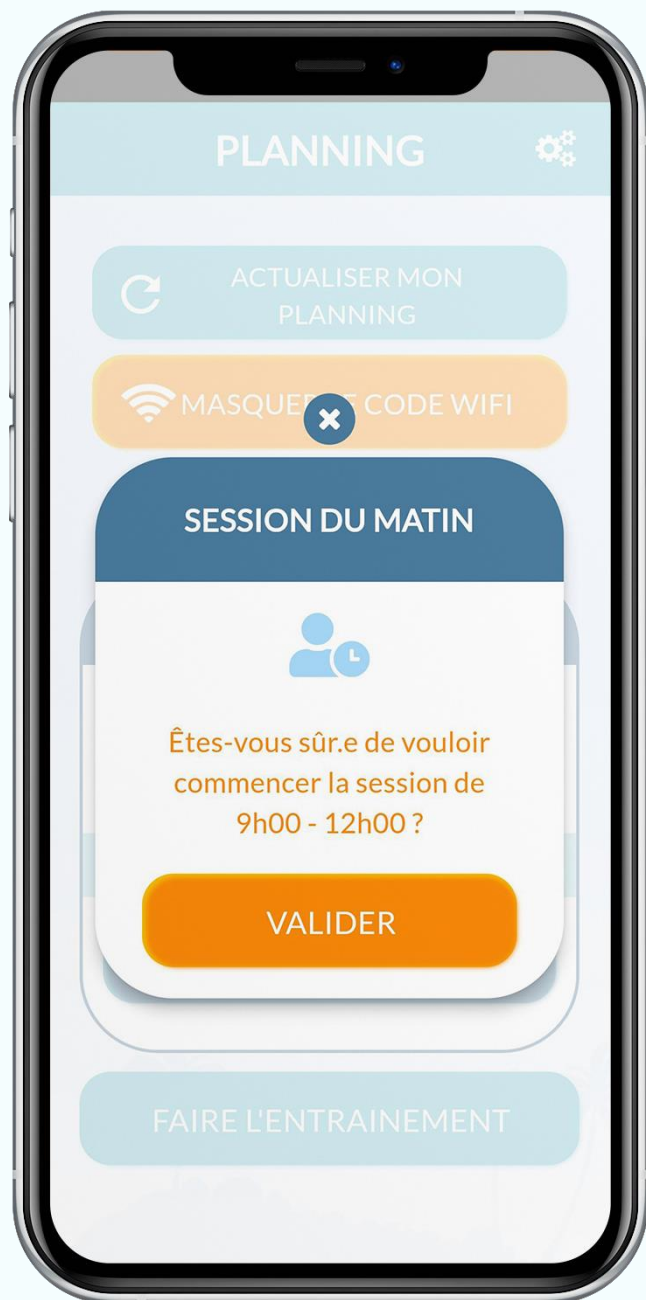 PLANNING
ACTUALISER MON
PLANNING
MASQUER CODE WIFI
SESSION DU MATIN
Êtes-vous sûr.e de vouloir
commencer la session de
9h00 - 12h00 ?
VALIDER
FAIRE L'ENTRAINEMENT